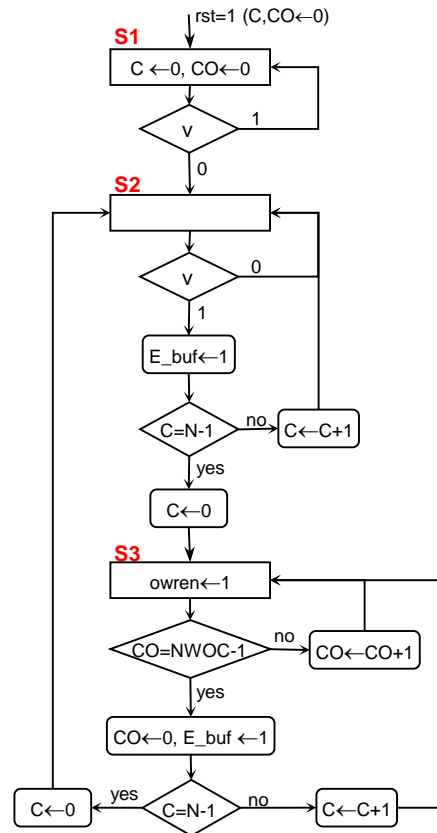 rst=1 (C,CO←0)
S1
C ←0, CO←0
v
1
0
S2
v
0
1
E_buf←1
C=N-1
no
C←C+1
yes
C←0
S3
owren←1
CO=NWOC-1
no
CO←CO+1
yes
CO←0, E_buf ←1
C←0
yes
C=N-1
no
C←C+1